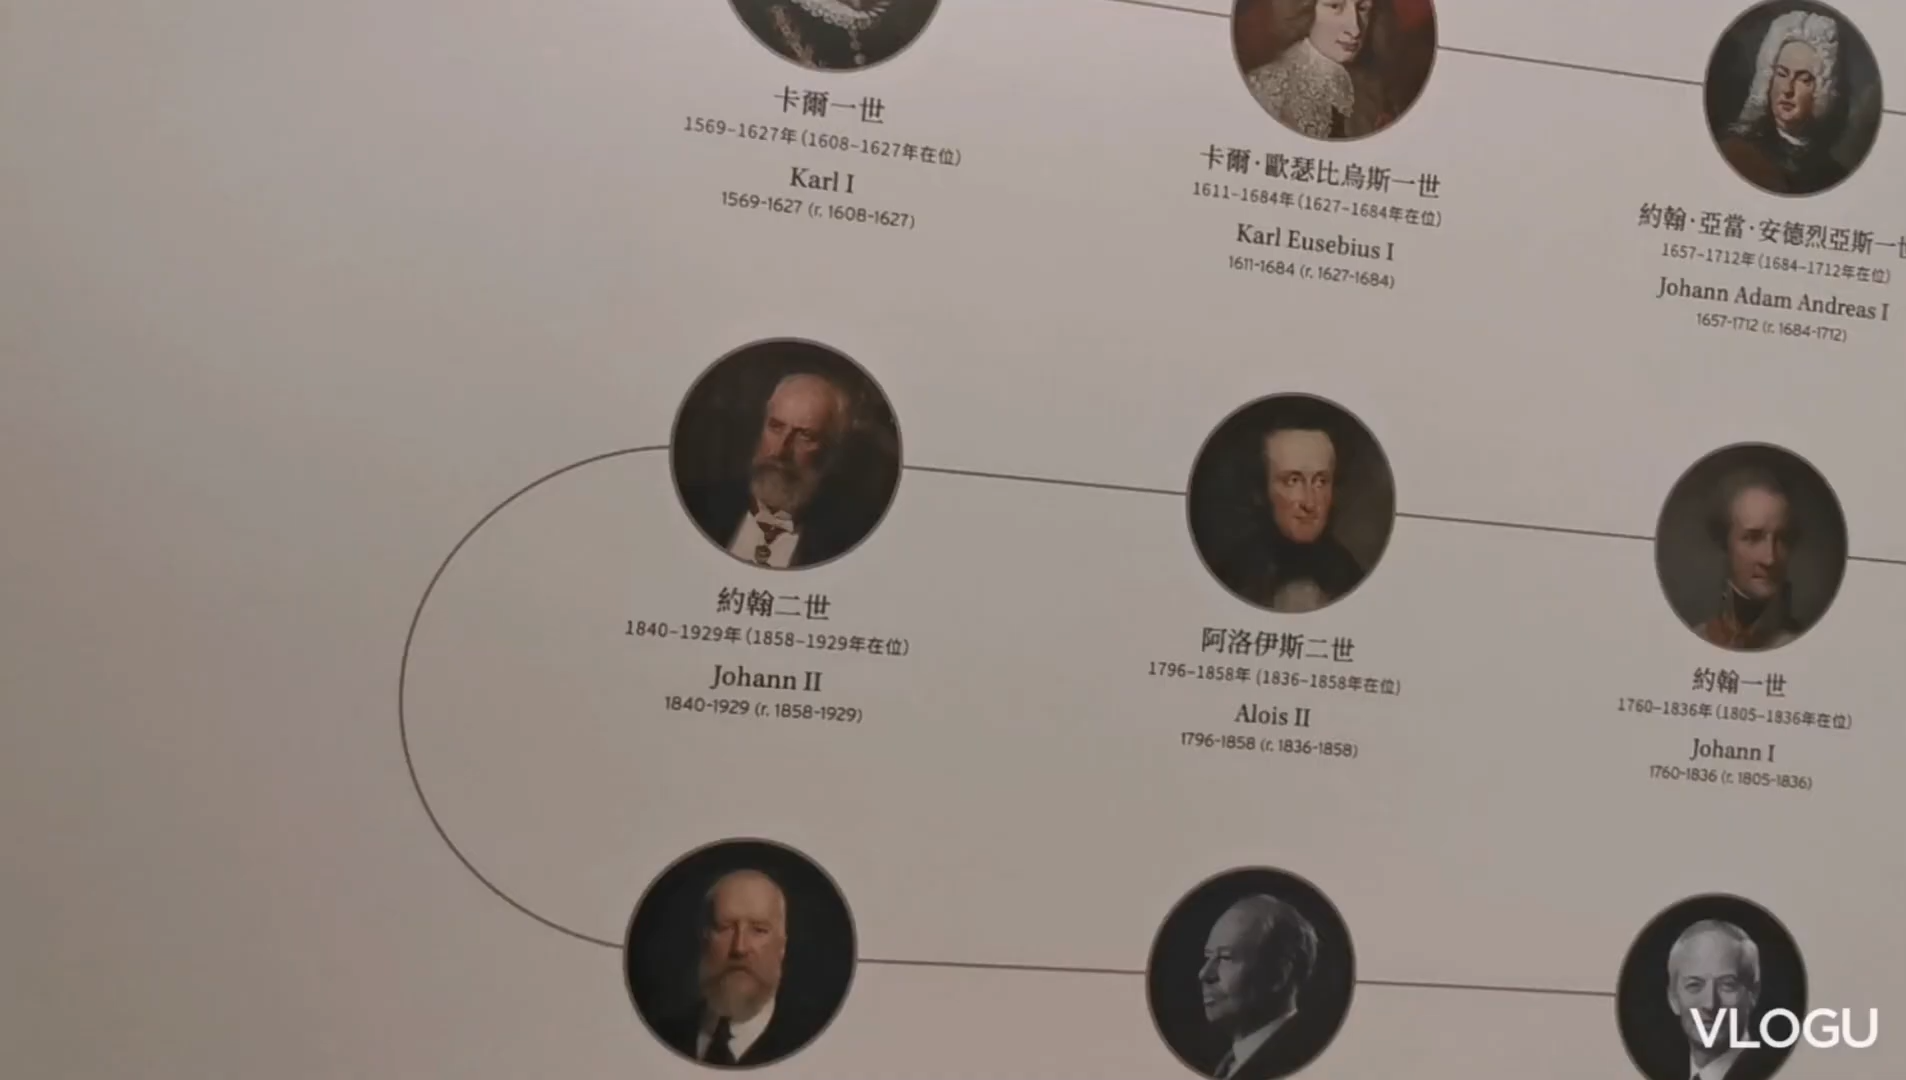 卡爾一世
1569–1627年(1608–1627年在位)
Karl I
1569-1627 (r. 1608-1627)
卡爾·歐瑟比烏斯一世
1611–1684年(1627–1684年在位)
Karl Eusebius I
1611-1684 (r. 1627-1684)
約翰·亞當·安德烈亞斯一世
1657–1712年(1684–1712年在位)
Johann Adam Andreas I
1657-1712 (r. 1684-1712)
約翰二世
1840–1929年(1858–1929年在位)
Johann II
1840-1929 (r. 1858-1929)
阿洛伊斯二世
1796–1858年 (1836–1858年在位)
Alois II
1796-1858 (r. 1836-1858)
約翰一世
1760–1836年(1805–1836年在位)
Johann I
1760-1836 (r. 1805-1836)
VLOGU